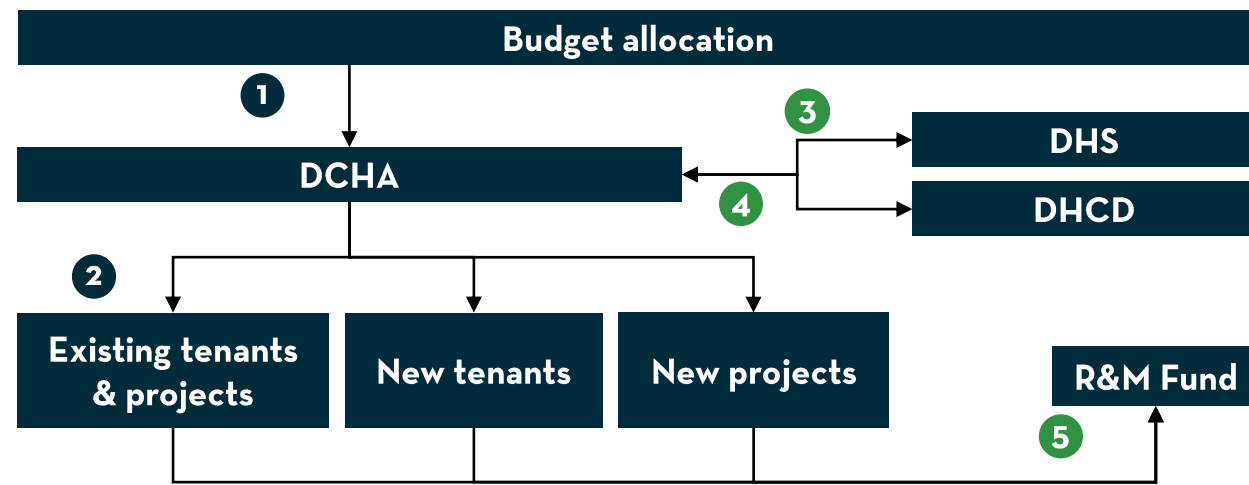 Budget allocation
1
3
DHS
DCHA
4
DHCD
2
Existing tenants
& projects
New tenants
New projects
R&M Fund
5